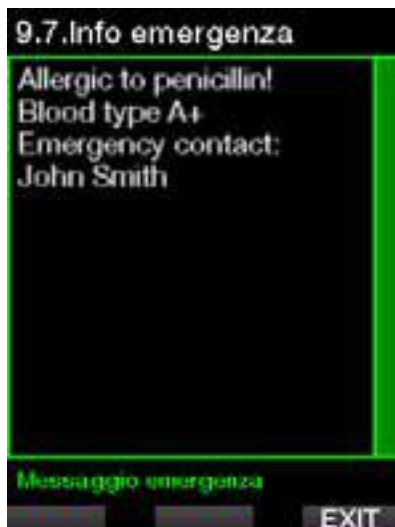 9.7.Info emergenza
Allergic to penicillin!
Blood type A+
Emergency contact:
John Smith
Messaggio emergenza
EXIT